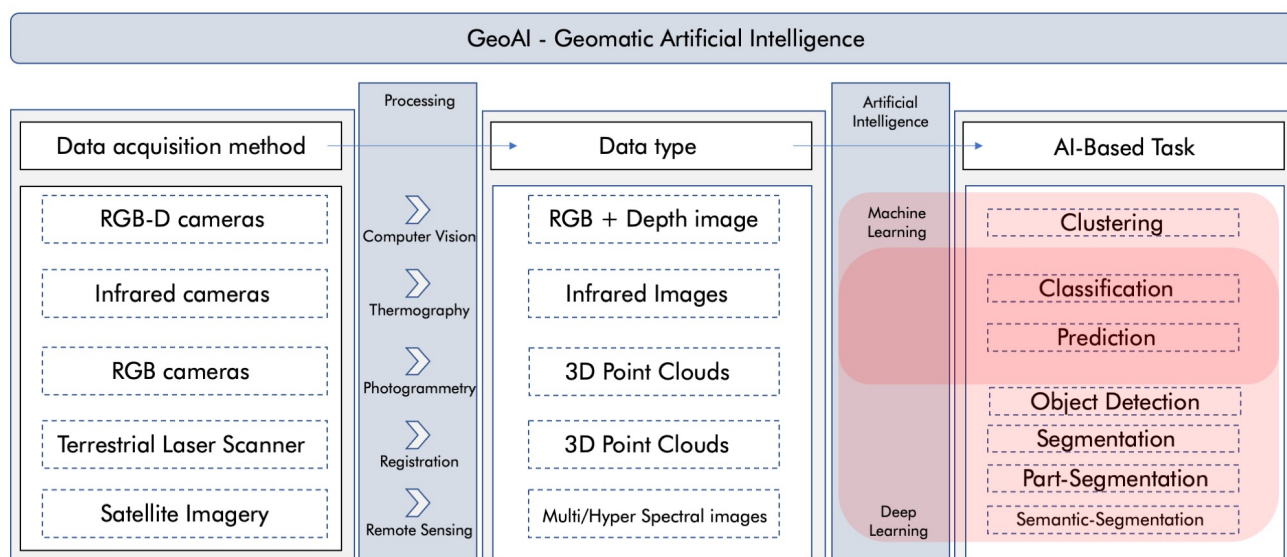 GeoAI - Geomatic Artificial Intelligence
Processing
Artificial
Intelligence
Data acquisition method
Data type
AI-Based Task
RGB-D cameras
Computer Vision
RGB + Depth image
Machine
Learning
Clustering
Infrared cameras
Thermography
Infrared Images
Classification
Prediction
RGB cameras
Photogrammetry
3D Point Clouds
Object Detection
Terrestrial Laser Scanner
Registration
3D Point Clouds
Segmentation
Part-Segmentation
Satellite Imagery
Remote Sensing
Multi/Hyper Spectral images
Deep
Learning
Semantic-Segmentation